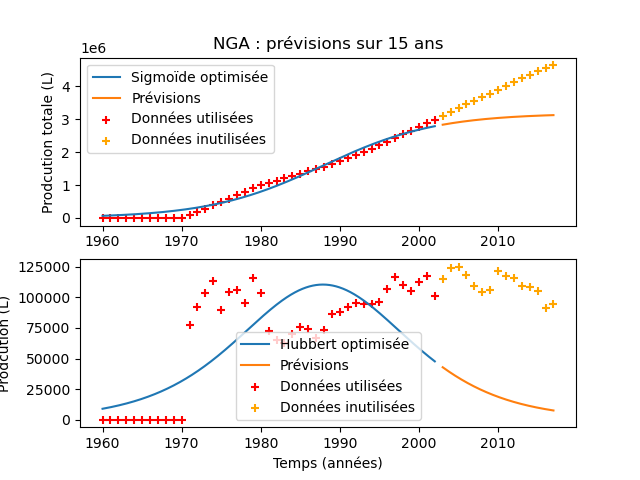 NGA : prévisions sur 15 ans
1e6
Prodcution totale (L)
4
3
2
1
0
Sigmoïde optimisée
Prévisions
Données utilisées
Données inutilisées
1960 1970 1980 1990 2000 2010
Prodcution (L)
125000
100000
75000
50000
25000
0
Hubbert optimisée
Prévisions
Données utilisées
Données inutilisées
1960 1970 1980 1990 2000 2010
Temps (années)